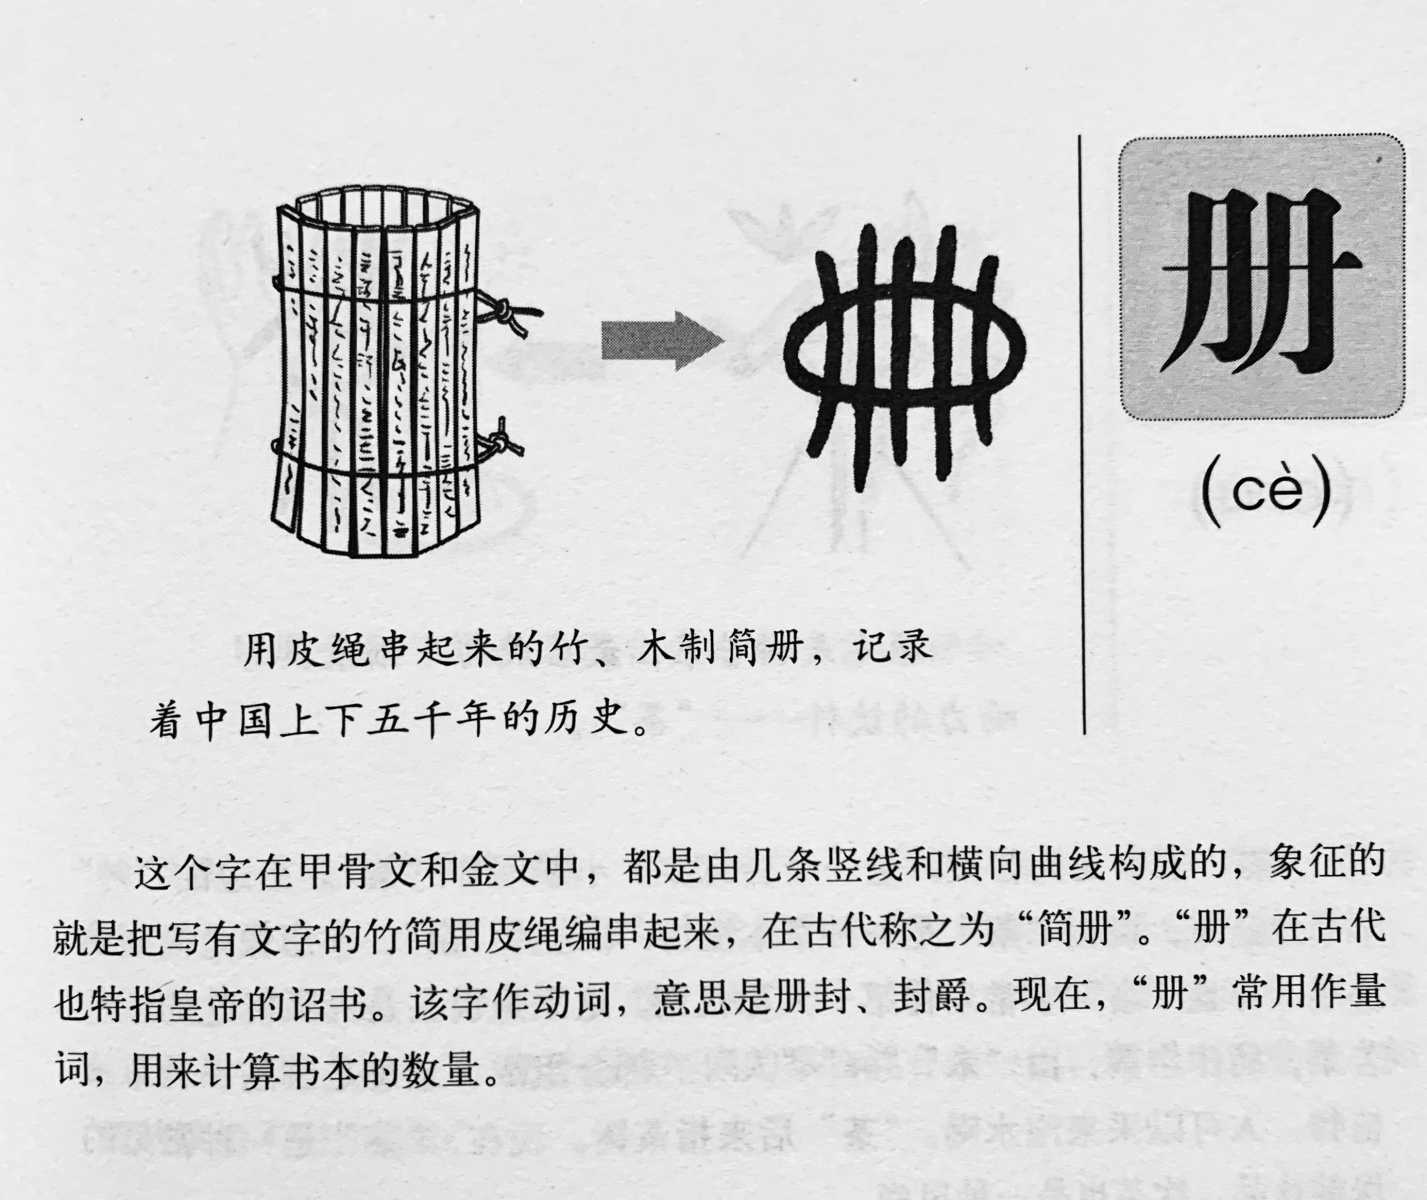 册
（cè）
用皮绳串起来的竹、木制简册，记录
着中国上下五千年的历史。
这个字在甲骨文和金文中，都是由几条竖线和横向曲线构成的，象征的
就是把写有文字的竹简用皮绳编串起来，在古代称之为“简册”。“册”在古代
也特指皇帝的诏书。该字作动词，意思是册封、封爵。现在，“册”常用作量
词，用来计算书本的数量。